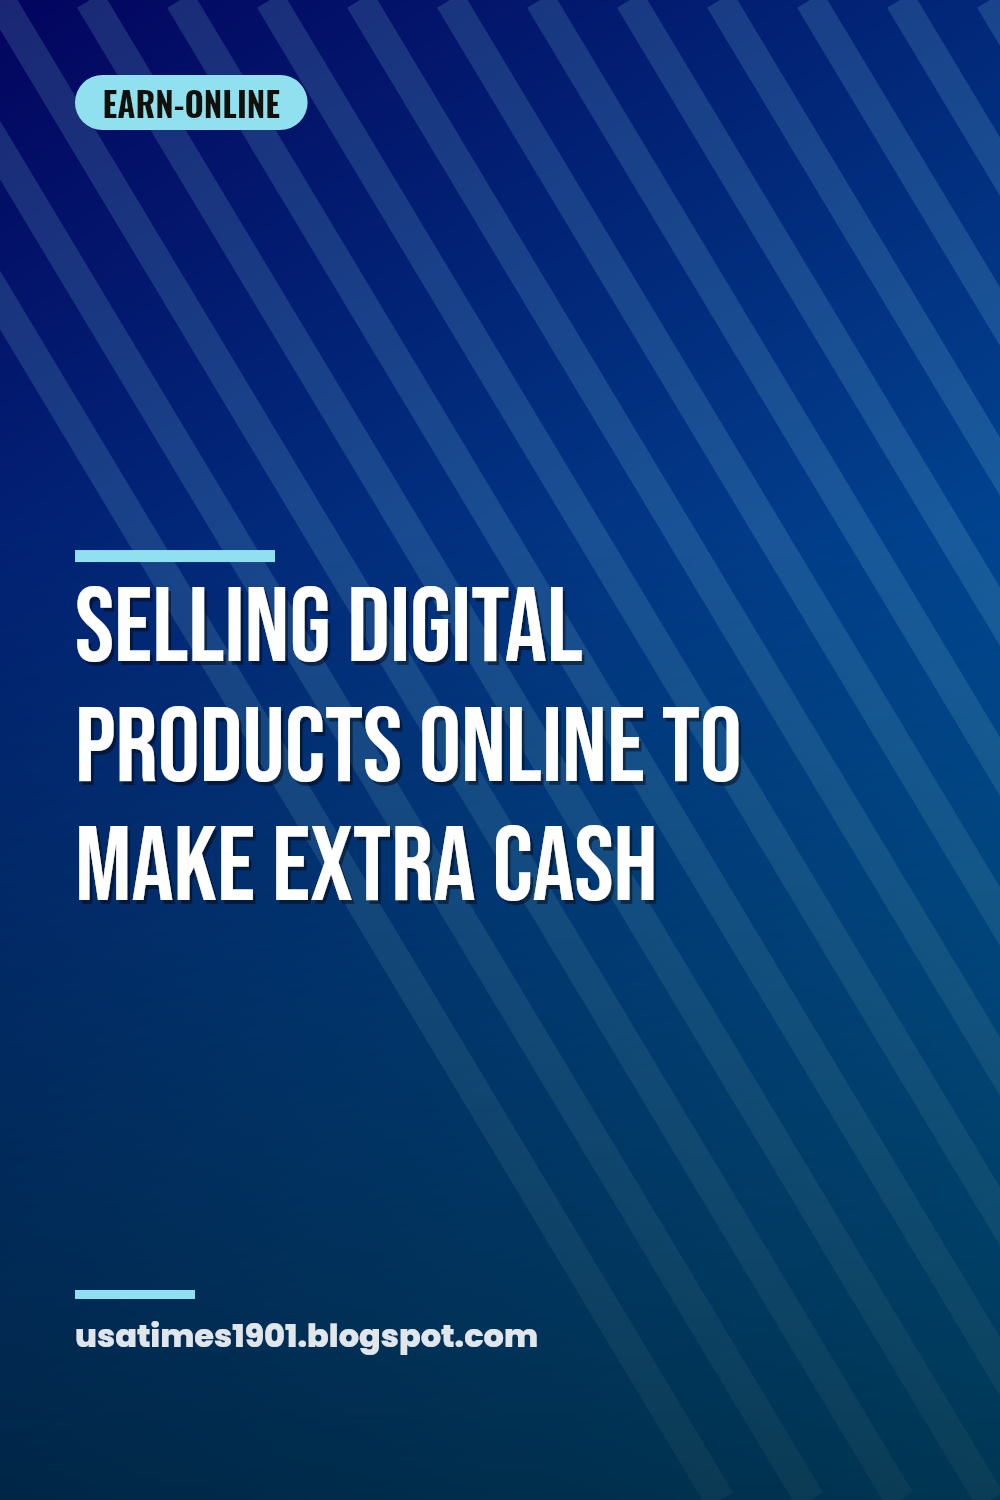 EARN-ONLINE
SELLING DIGITAL
PRODUCTS ONLINE TO
MAKE EXTRA CASH
usatimes1901.blogspot.com